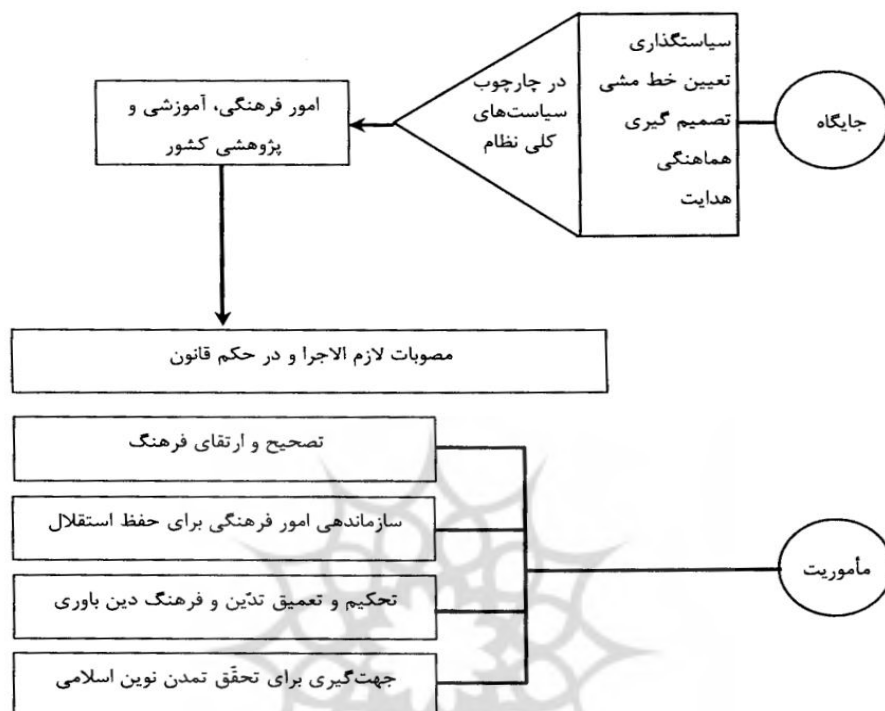 جایگاه
سیاستگذاری
تعیین خط مشی
تصمیم گیری
هماهنگی
هدایت
در چارچوب
سیاست‌های
کلی نظام
امور فرهنگی، آموزشی و
پژوهشی کشور
مصوبات لازم الاجرا و در حکم قانون
مأموریت
تصحیح و ارتقای فرهنگ
سازماندهی امور فرهنگی برای حفظ استقلال
تحکیم و تعمیق تدّین و فرهنگ دین باوری
جهت‌گیری برای تحقّق تمدن نوین اسلامی